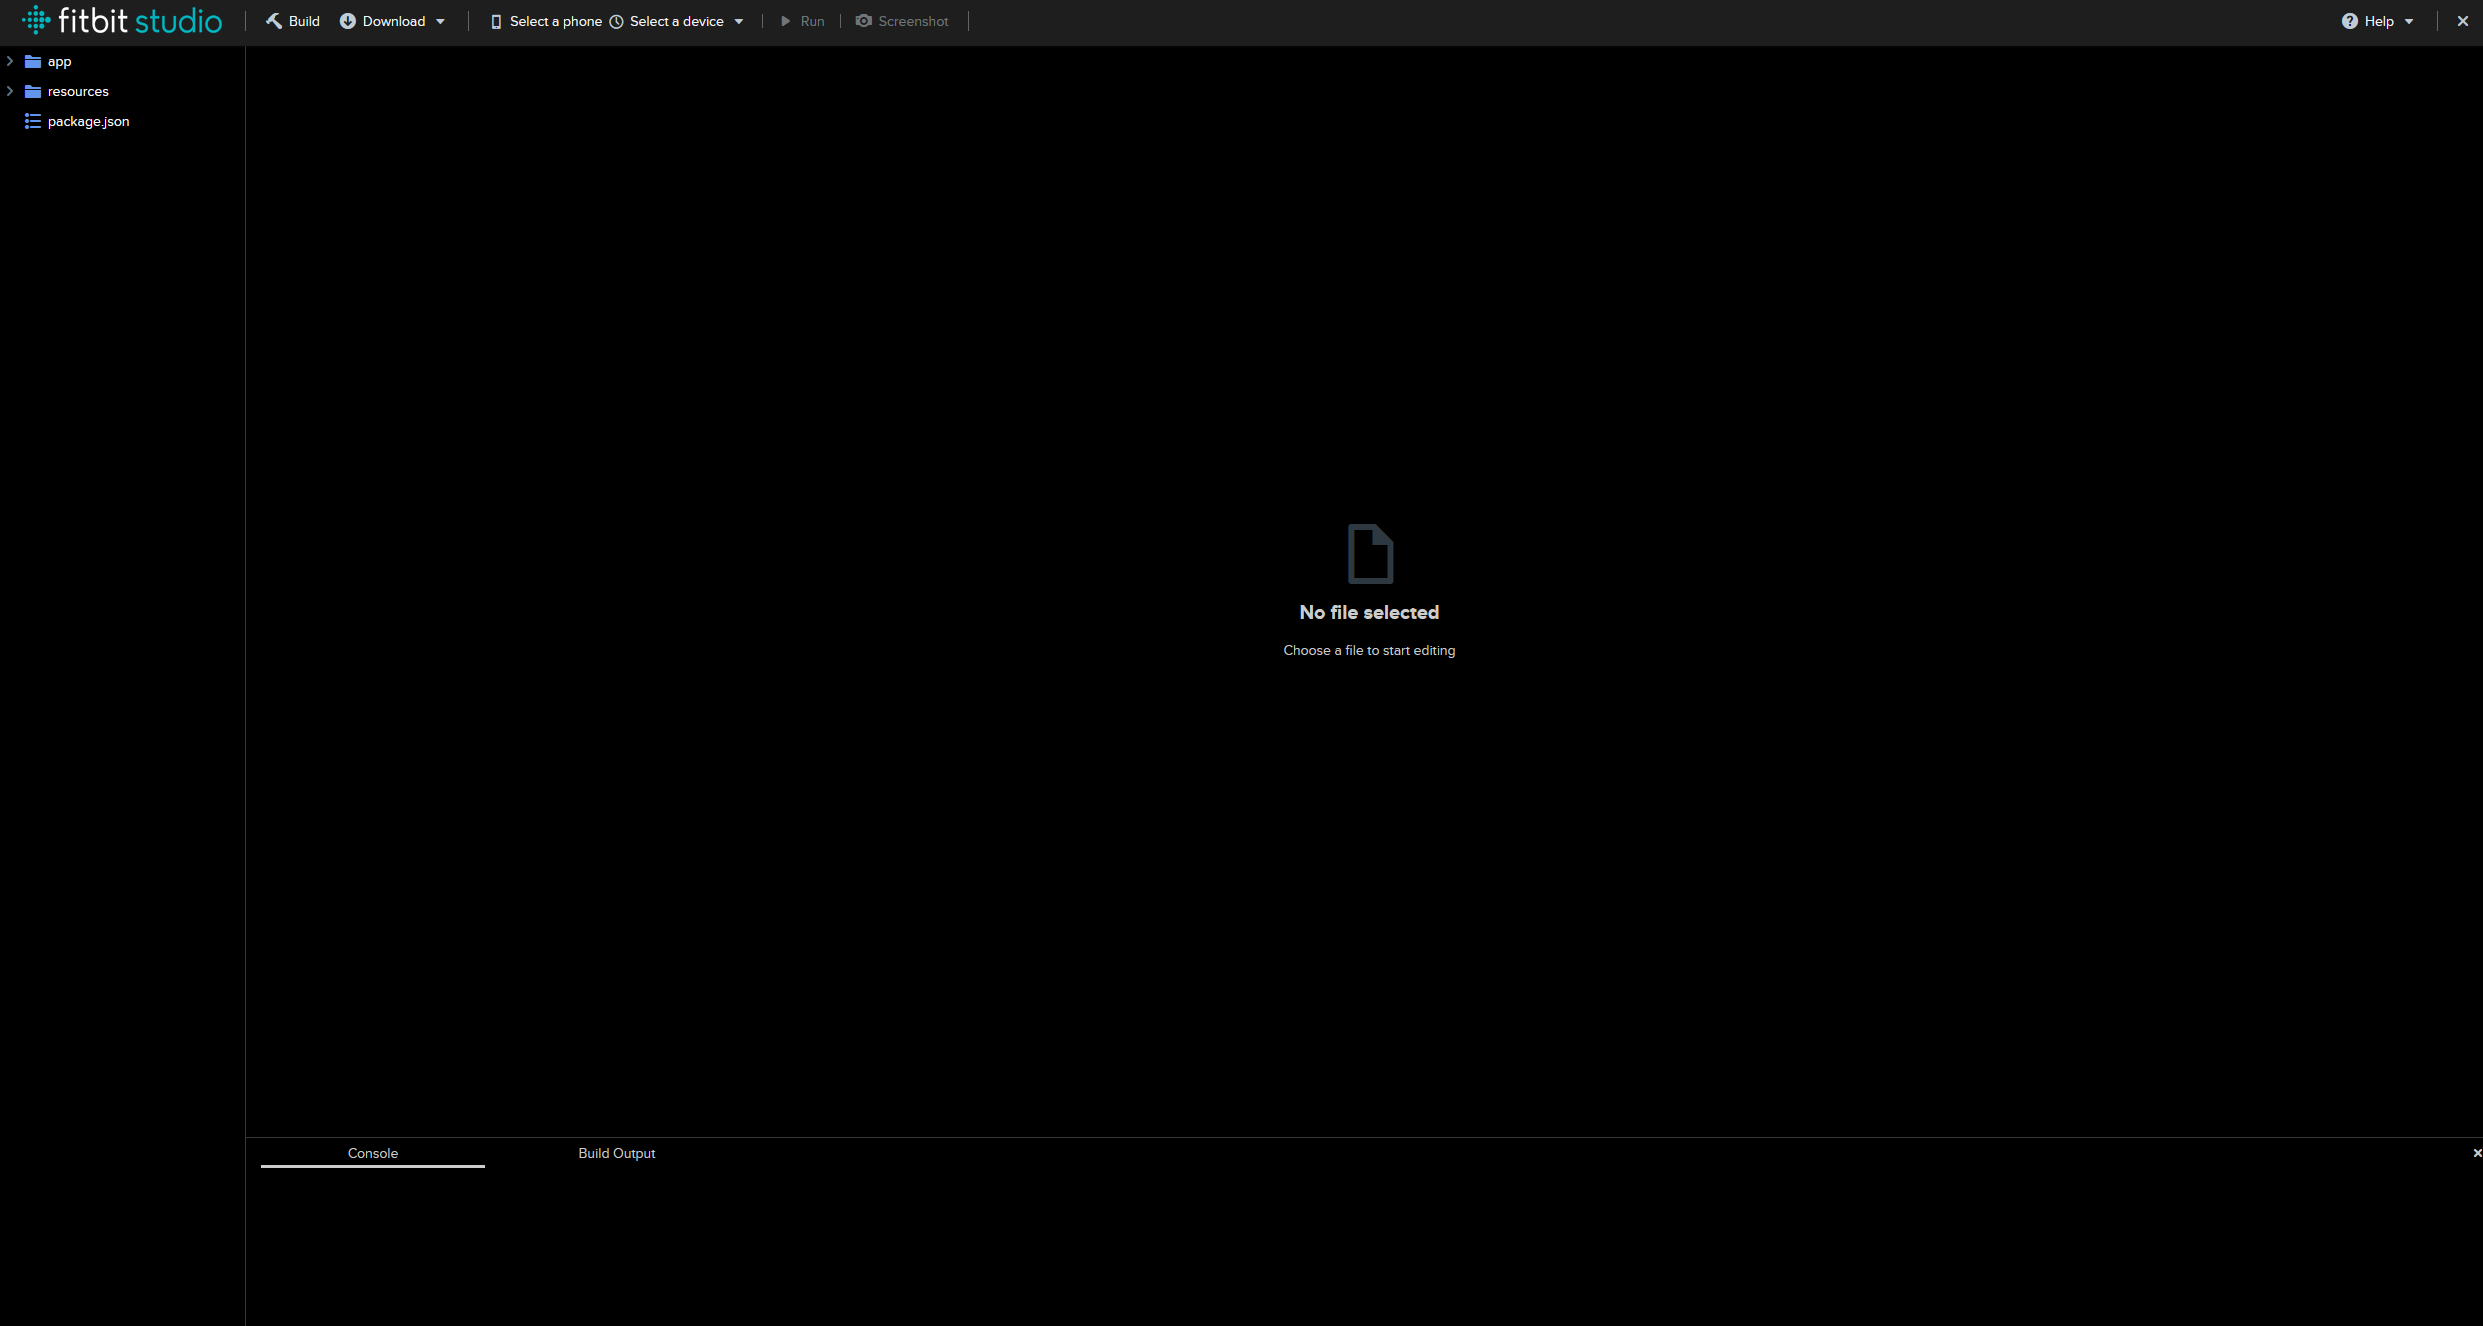 fitbit studio
Build
Download
Select a phone
Select a device
Run
Screenshot
Help
app
resources
package.json
No file selected
Choose a file to start editing
Console
Build Output